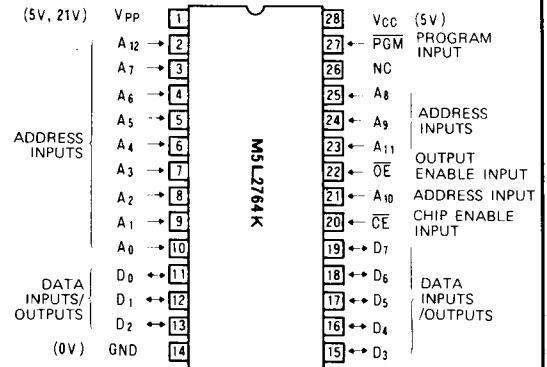 (5V, 21V) VPP 1
A12 → 2
A7 → 3
A6 → 4
A5 → 5
A4 → 6
A3 → 7
A2 → 8
A1 → 9
A0 → 10
D0 ↔ 11
D1 ↔ 12
D2 ↔ 13
(0V) GND 14
ADDRESS
INPUTS
DATA
INPUTS/
OUTPUTS
M5L2764K
28 VCC (5V)
27 ← PGM PROGRAM
INPUT
26 NC
25 ← A8
24 ← A9
23 ← A11
ADDRESS
INPUTS
22 ← OE OUTPUT
ENABLE INPUT
21 ← A10 ADDRESS INPUT
20 ← CE CHIP ENABLE
INPUT
19 ↔ D7
18 ↔ D6
17 ↔ D5
16 ↔ D4
15 ↔ D3
DATA
INPUTS
/OUTPUTS